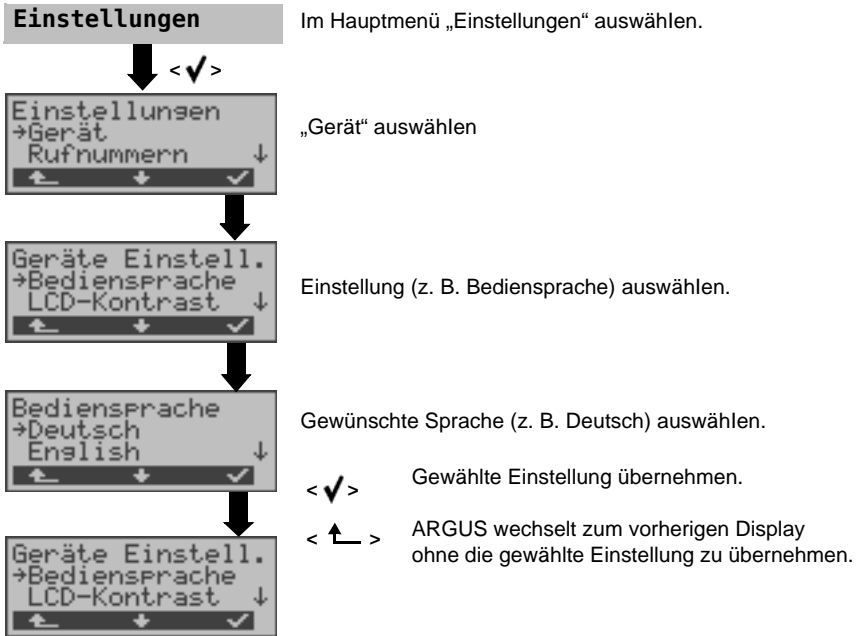 Einstellungen
Im Hauptmenü „Einstellungen“ auswählen.
<✓>
Einstellungen
→Gerät
Rufnummern ↓
„Gerät“ auswählen
Geräte Einstell.
→Bediensprache
LCD-Kontrast ↓
Einstellung (z. B. Bediensprache) auswählen.
Bediensprache
→Deutsch
English ↓
Gewünschte Sprache (z. B. Deutsch) auswählen.
<✓> Gewählte Einstellung übernehmen.
< > ARGUS wechselt zum vorherigen Display
ohne die gewählte Einstellung zu übernehmen.
Geräte Einstell.
→Bediensprache
LCD-Kontrast ↓